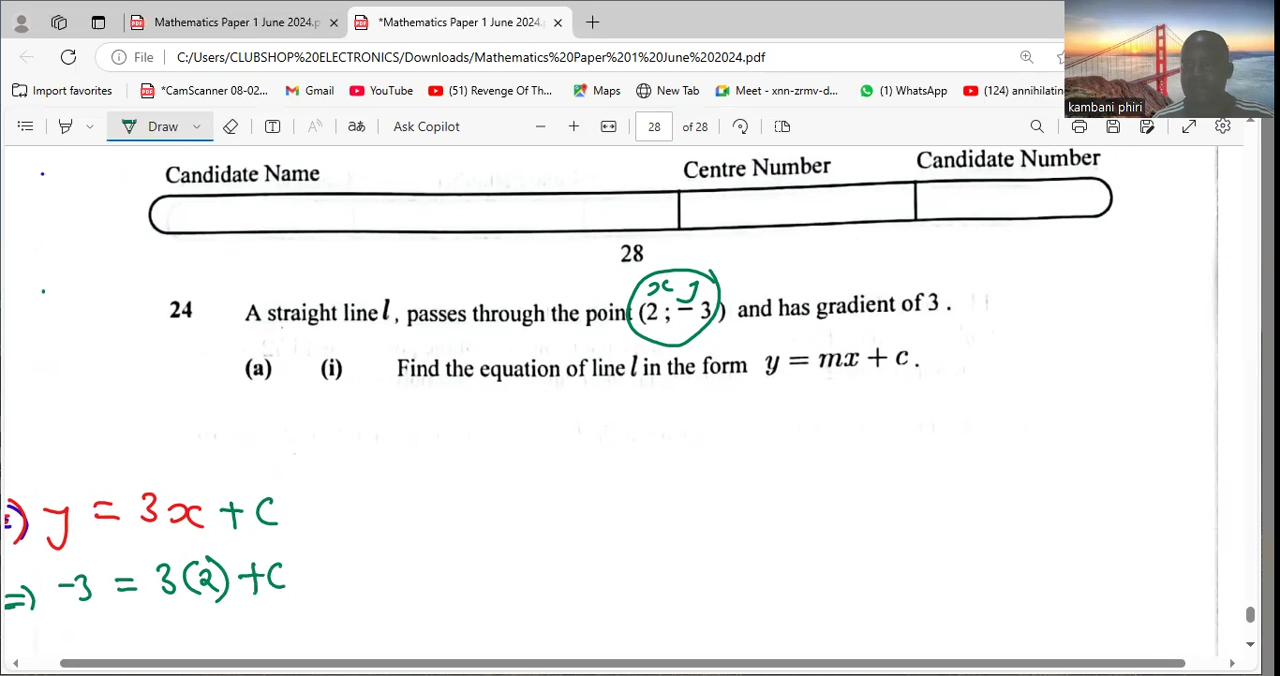 Mathematics Paper 1 June 2024.p
*Mathematics Paper 1 June 2024.
File C:/Users/CLUBSHOP%20ELECTRONICS/Downloads/Mathematics%20Paper%201%20June%202024.pdf
Import favorites *CamScanner 08-02... Gmail YouTube (51) Revenge Of Th... Maps New Tab Meet - xnn-zrmv-d... (1) WhatsApp (124) annihilatin
kambani phiri
Draw Ask Copilot 28 of 28
Candidate Name Centre Number Candidate Number
28
x y
24 A straight line l, passes through the point (2 ; − 3) and has gradient of 3 .
(a) (i) Find the equation of line l in the form y = mx + c .
⇒) y = 3x + C
⇒) -3 = 3(2) + C